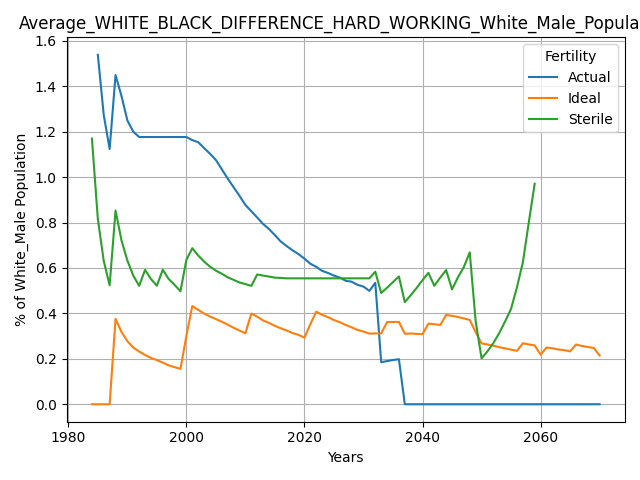 Average_WHITE_BLACK_DIFFERENCE_HARD_WORKING_White_Male_Popula
1.6
1.4
1.2
1.0
0.8
0.6
0.4
0.2
0.0
% of White_Male Population
Fertility
Actual
Ideal
Sterile
1980
2000
2020
2040
2060
Years